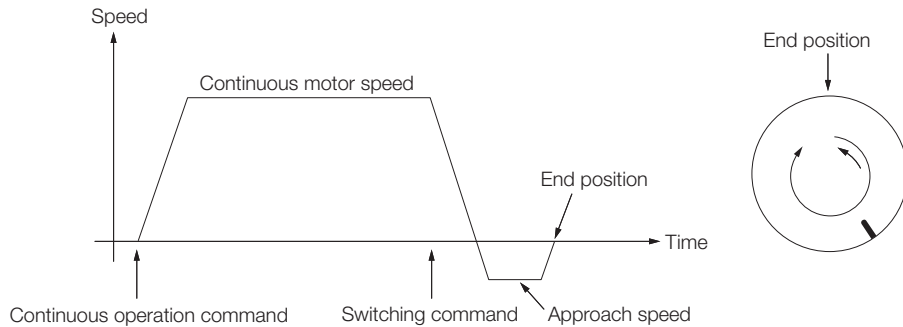 Speed
End position
Continuous motor speed
End position
Time
Continuous operation command
Switching command
Approach speed